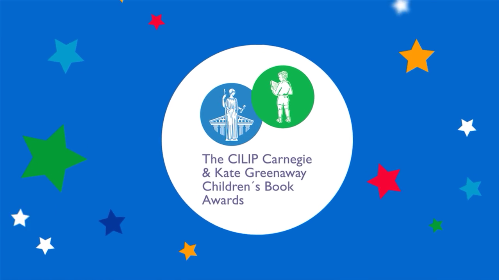 The CILIP Carnegie
& Kate Greenaway
Children´s Book
Awards